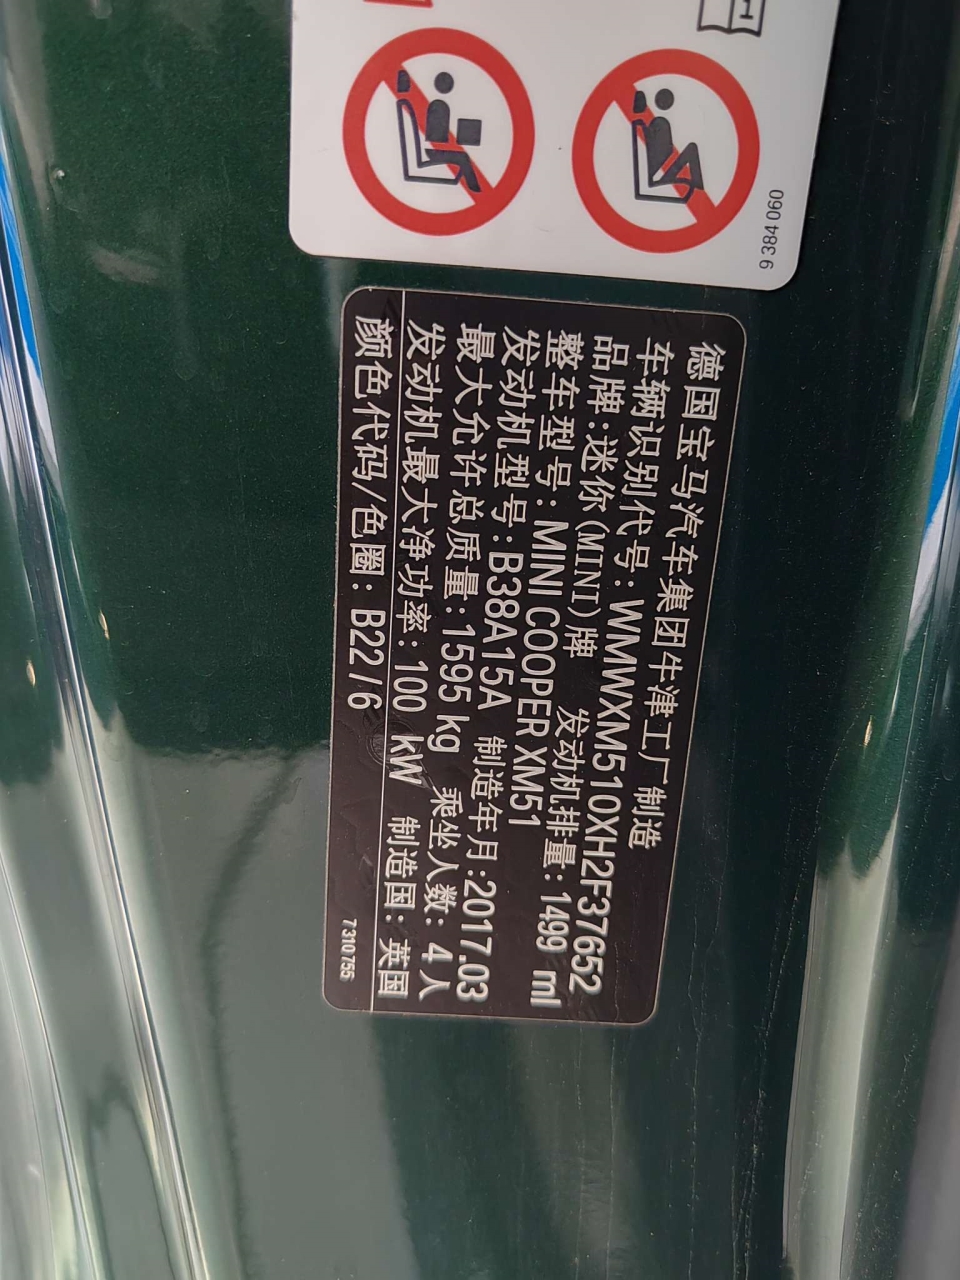 9 384 060
德国宝马汽车集团牛津工厂制造
车辆识别代号: WMWXM510XH2F37652
品牌:迷你(MINI)牌 发动机排量: 1499 ml
整车型号: MINI COOPER XM51
发动机型号: B38A15A 制造年月:2017.03
最大允许总质量: 1595 kg 乘坐人数: 4 人
发动机最大净功率: 100 kW 制造国: 英国
颜色代码/色圈: B22 / 6
7310755